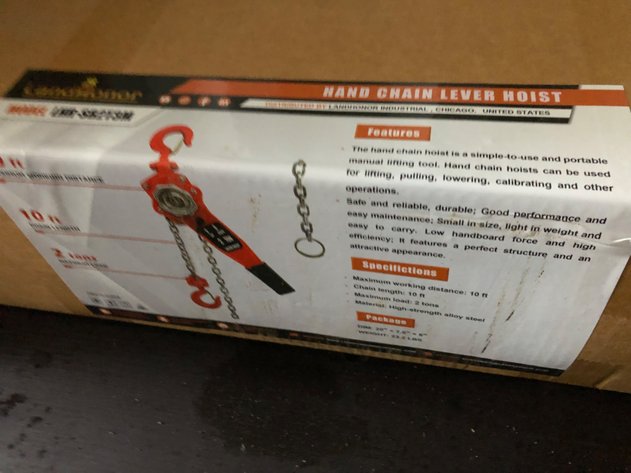 LANDHONOR
HAND CHAIN LEVER HOIST
DISTRIBUTED BY LANDHONOR INDUSTRIAL, CHICAGO, UNITED STATES
MODEL:
Features
The hand chain hoist is a simple-to-use and portable
manual lifting tool. Hand chain hoists can be used
for lifting, pulling, lowering, calibrating and other
operations.
Safe and reliable, durable; Good performance and
easy maintenance; Small in size, light in weight and
easy to carry. Low handboard force and high
efficiency; It features a perfect structure and an
attractive appearance.
10 ft
Specifictions
· Maximum working distance: 10 ft
· Chain length: 10 ft
· Maximum load: 2 tons
· Material: High-strength alloy steel
Package